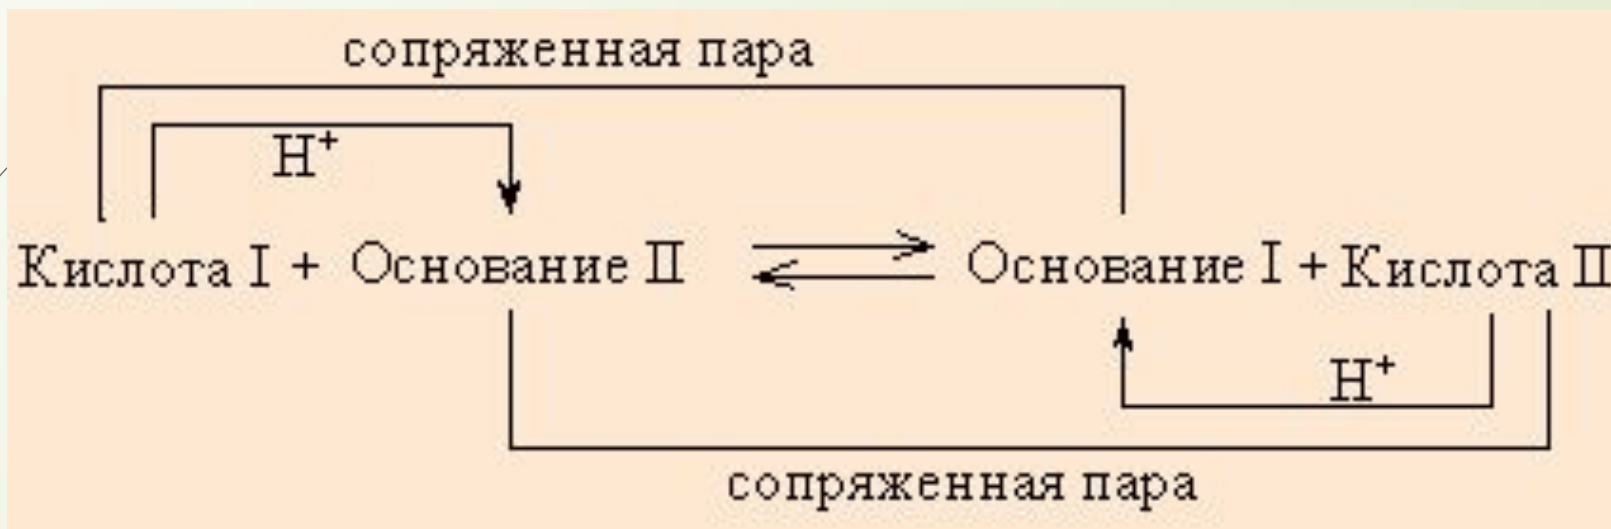 сопряженная пара
H⁺
Кислота I + Основание II ⇌ Основание I + Кислота II
H⁺
сопряженная пара